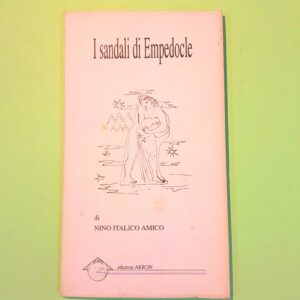 I sandali di Empedocle
di
NINO ITALICO AMICO
edizioni AKRON